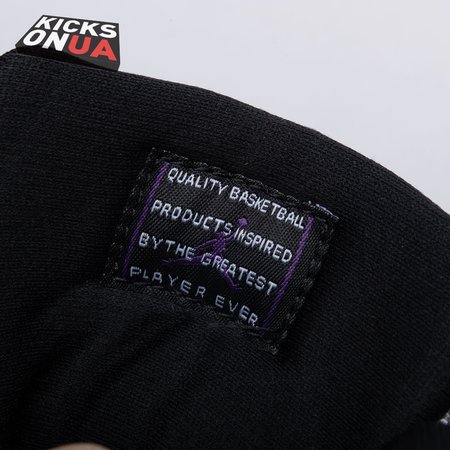 KICKS
ONUA
QUALITY BASKETBALL
PRODUCTS INSPIRED
BY THE GREATEST
PLAYER EVER